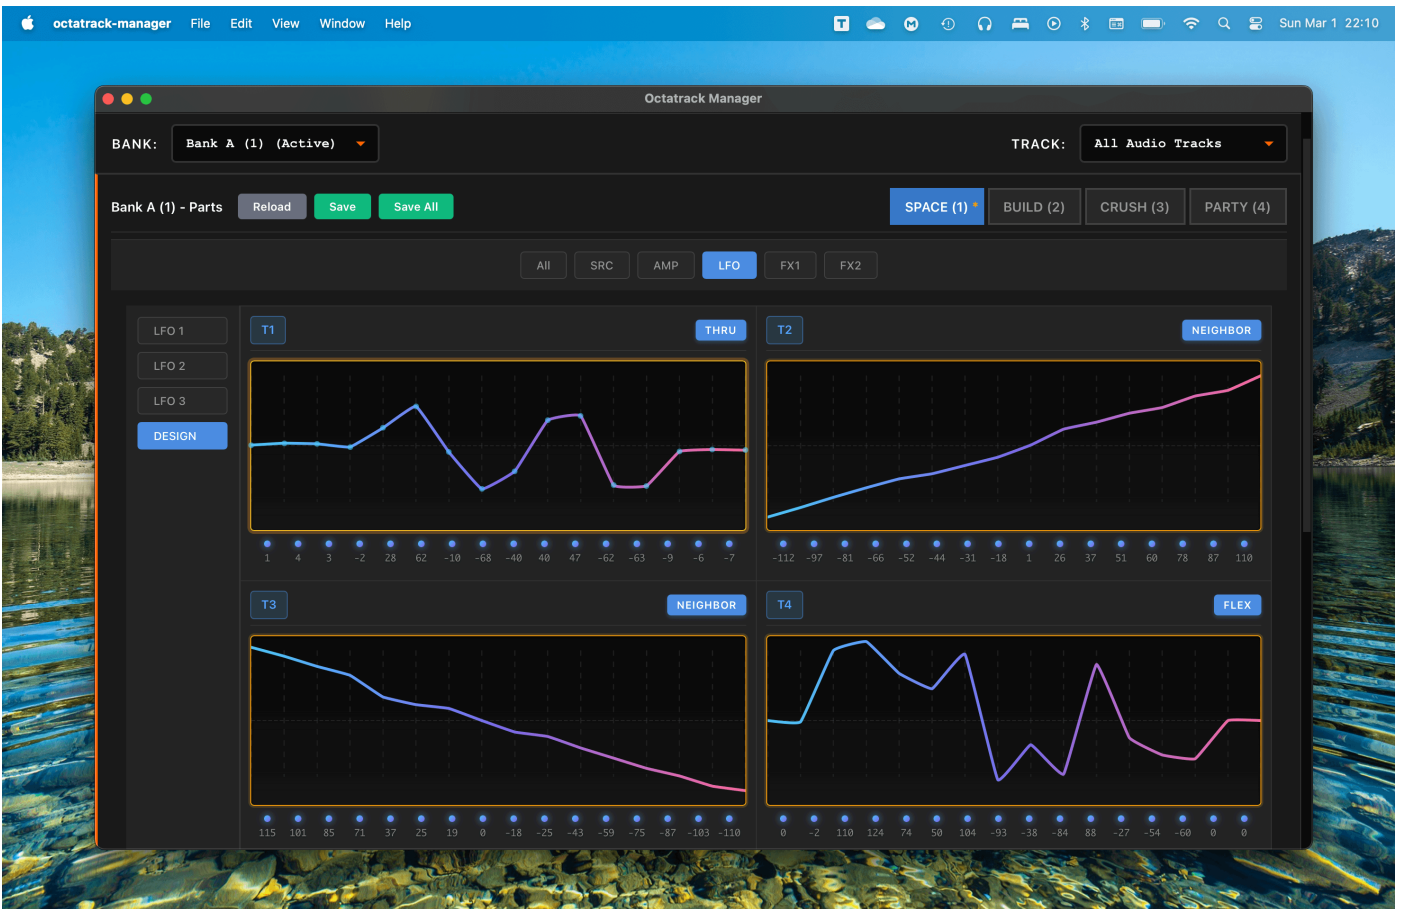 octatrack-manager File Edit View Window Help Sun Mar 1 22:10
Octatrack Manager
BANK: Bank A (1) (Active) TRACK: All Audio Tracks
Bank A (1) - Parts Reload Save Save All SPACE (1) * BUILD (2) CRUSH (3) PARTY (4)
All SRC AMP LFO FX1 FX2
LFO 1
LFO 2
LFO 3
DESIGN
T1 THRU
1 4 3 -2 28 62 -10 -68 -40 40 47 -62 -63 -9 -6 -7
T2 NEIGHBOR
-112 -97 -81 -66 -52 -44 -31 -18 1 26 37 51 60 78 87 110
T3 NEIGHBOR
115 101 85 71 37 25 19 0 -18 -25 -43 -59 -75 -87 -103 -110
T4 FLEX
0 -2 110 124 74 50 104 -93 -38 -84 88 -27 -54 -60 0 0